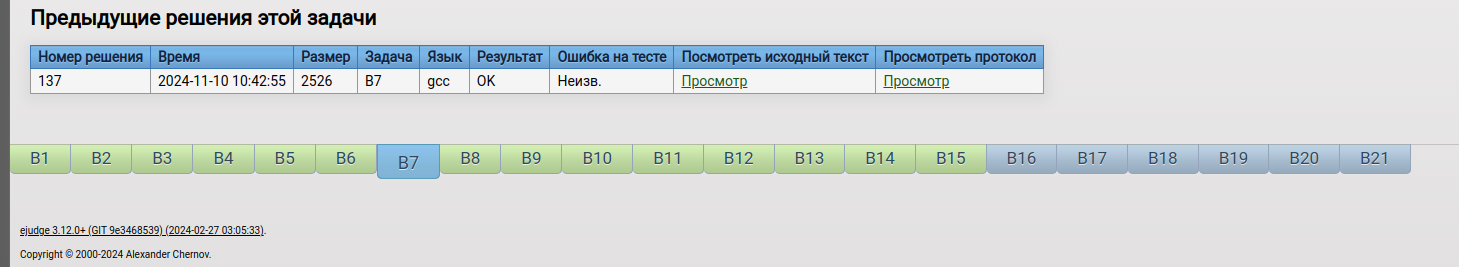 Предыдущие решения этой задачи
Номер решения Время Размер Задача Язык Результат Ошибка на тесте Посмотреть исходный текст Просмотреть протокол
137 2024-11-10 10:42:55 2526 B7 gcc OK Неизв. Просмотр Просмотр
B1 B2 B3 B4 B5 B6 B7 B8 B9 B10 B11 B12 B13 B14 B15 B16 B17 B18 B19 B20 B21
ejudge 3.12.0+ (GIT 9e3468539) (2024-02-27 03:05:33).
Copyright © 2000-2024 Alexander Chernov.